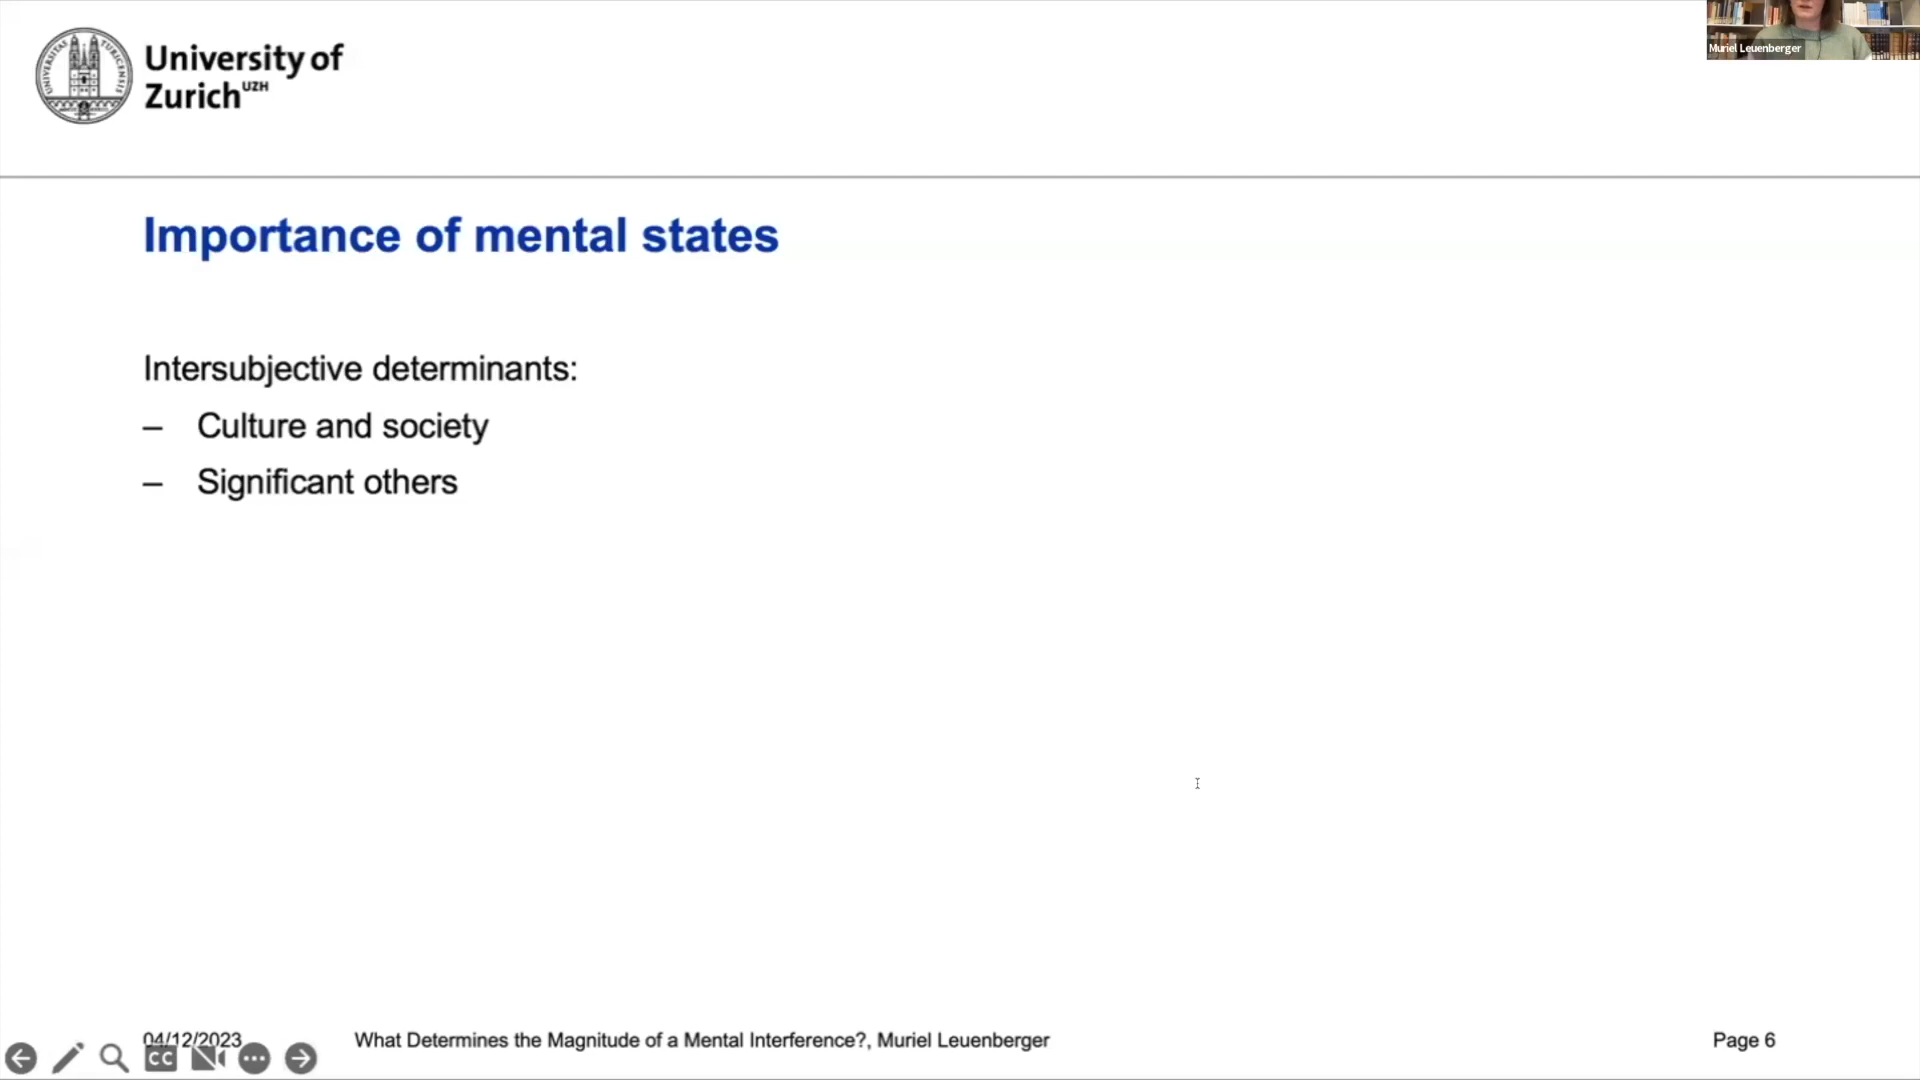 University of
Zurich UZH
Muriel Leuenberger
Importance of mental states
Intersubjective determinants:
– Culture and society
– Significant others
04/12/2023
What Determines the Magnitude of a Mental Interference?, Muriel Leuenberger
Page 6
CC